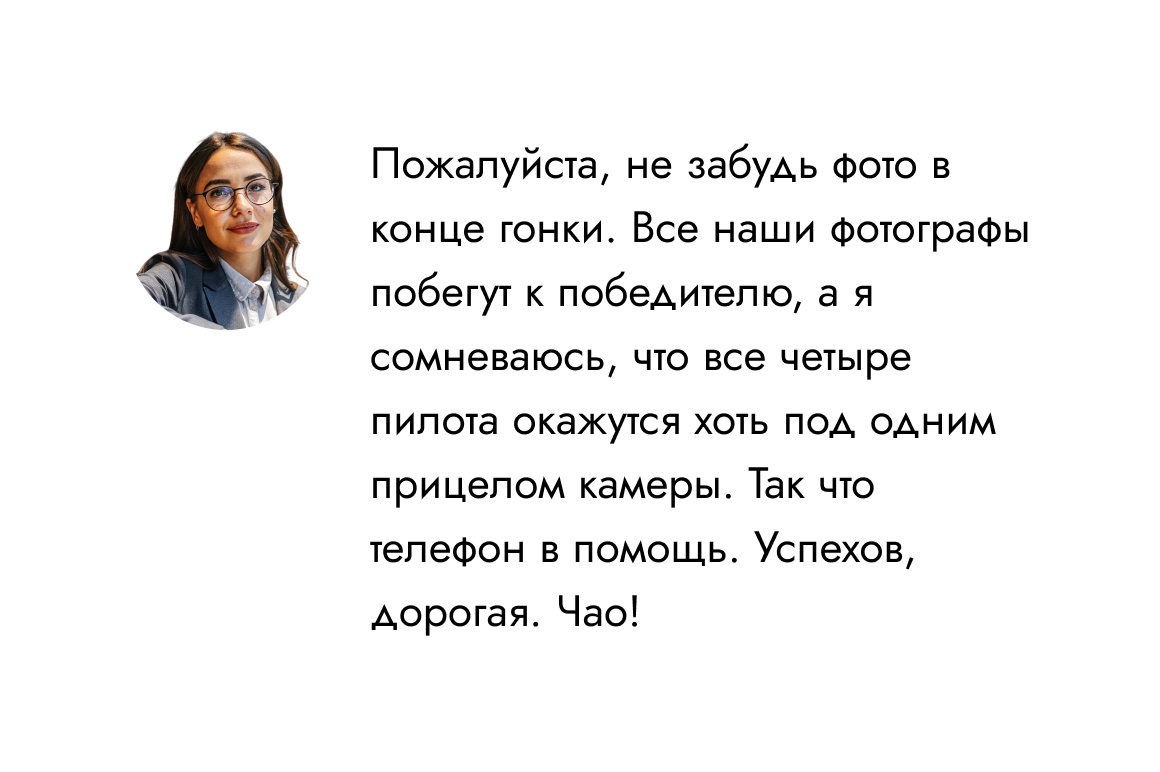 Пожалуйста, не забудь фото в
конце гонки. Все наши фотографы
побегут к победителю, а я
сомневаюсь, что все четыре
пилота окажутся хоть под одним
прицелом камеры. Так что
телефон в помощь. Успехов,
дорогая. Чао!